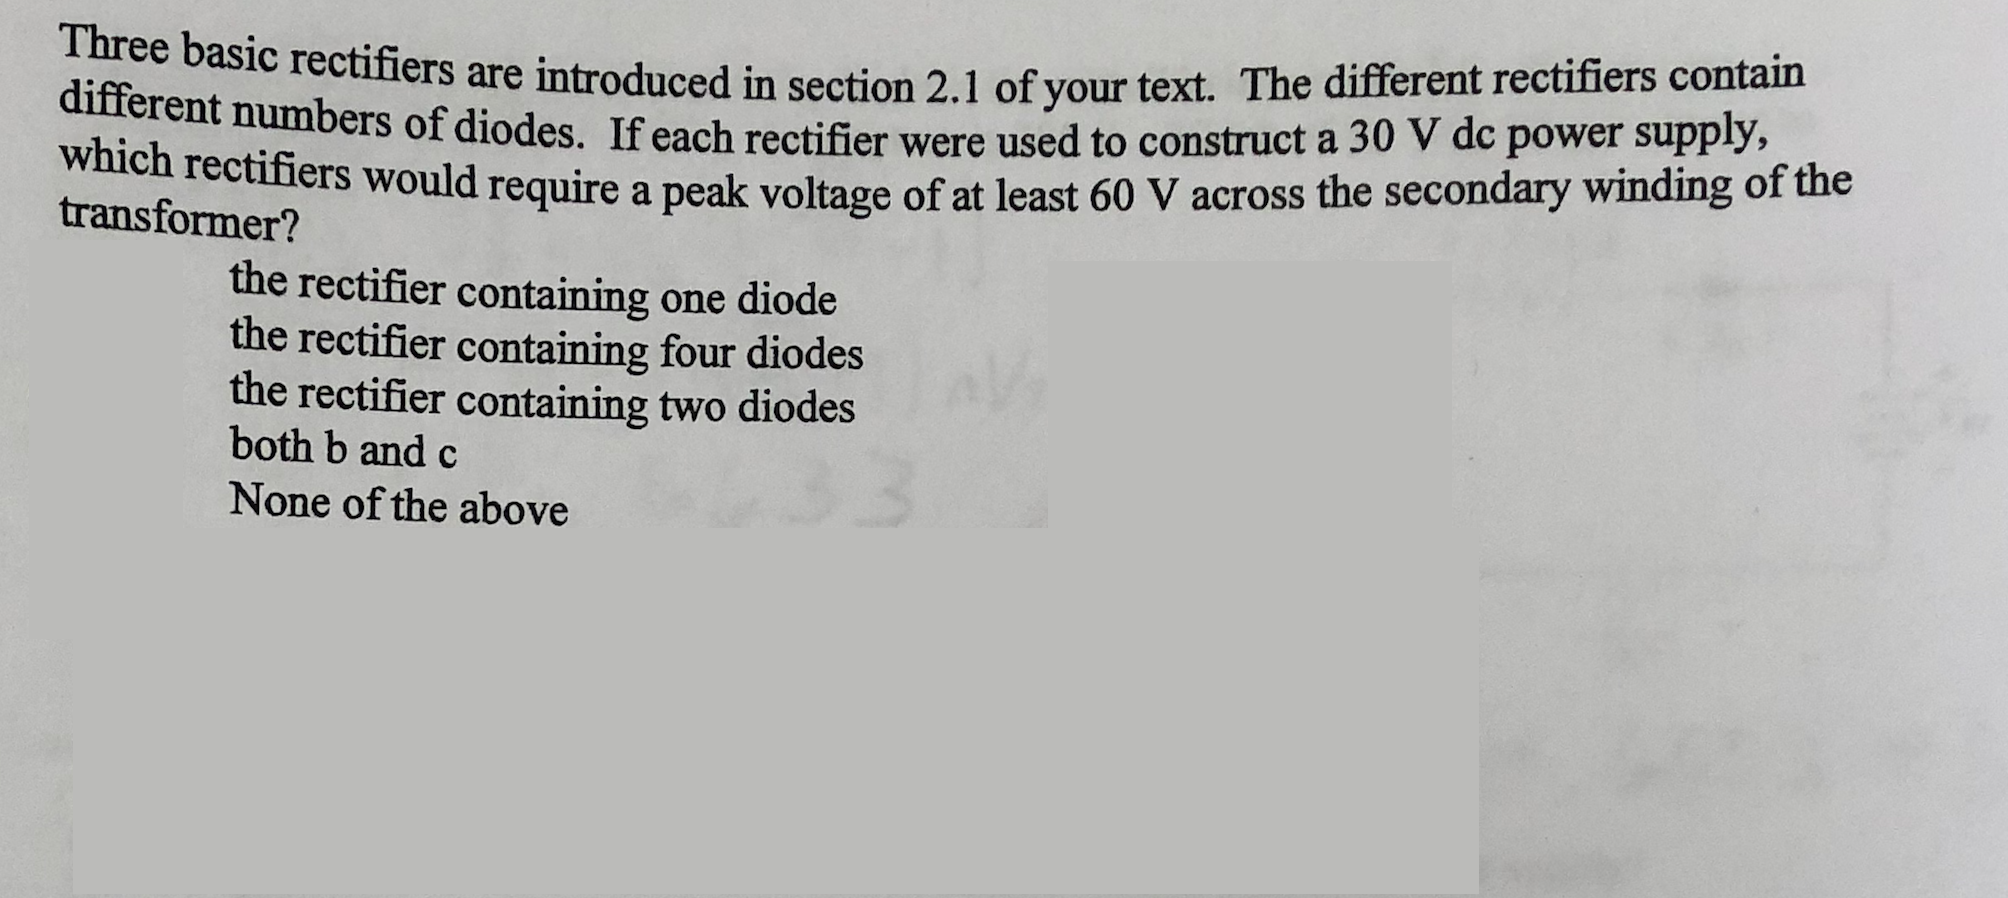 Three basic rectifiers are introduced in section 2.1 of your text. The different rectifiers contain
different numbers of diodes. If each rectifier were used to construct a 30 V dc power supply,
which rectifiers would require a peak voltage of at least 60 V across the secondary winding of the
transformer?
the rectifier containing one diode
the rectifier containing four diodes
the rectifier containing two diodes
both b and c
None of the above